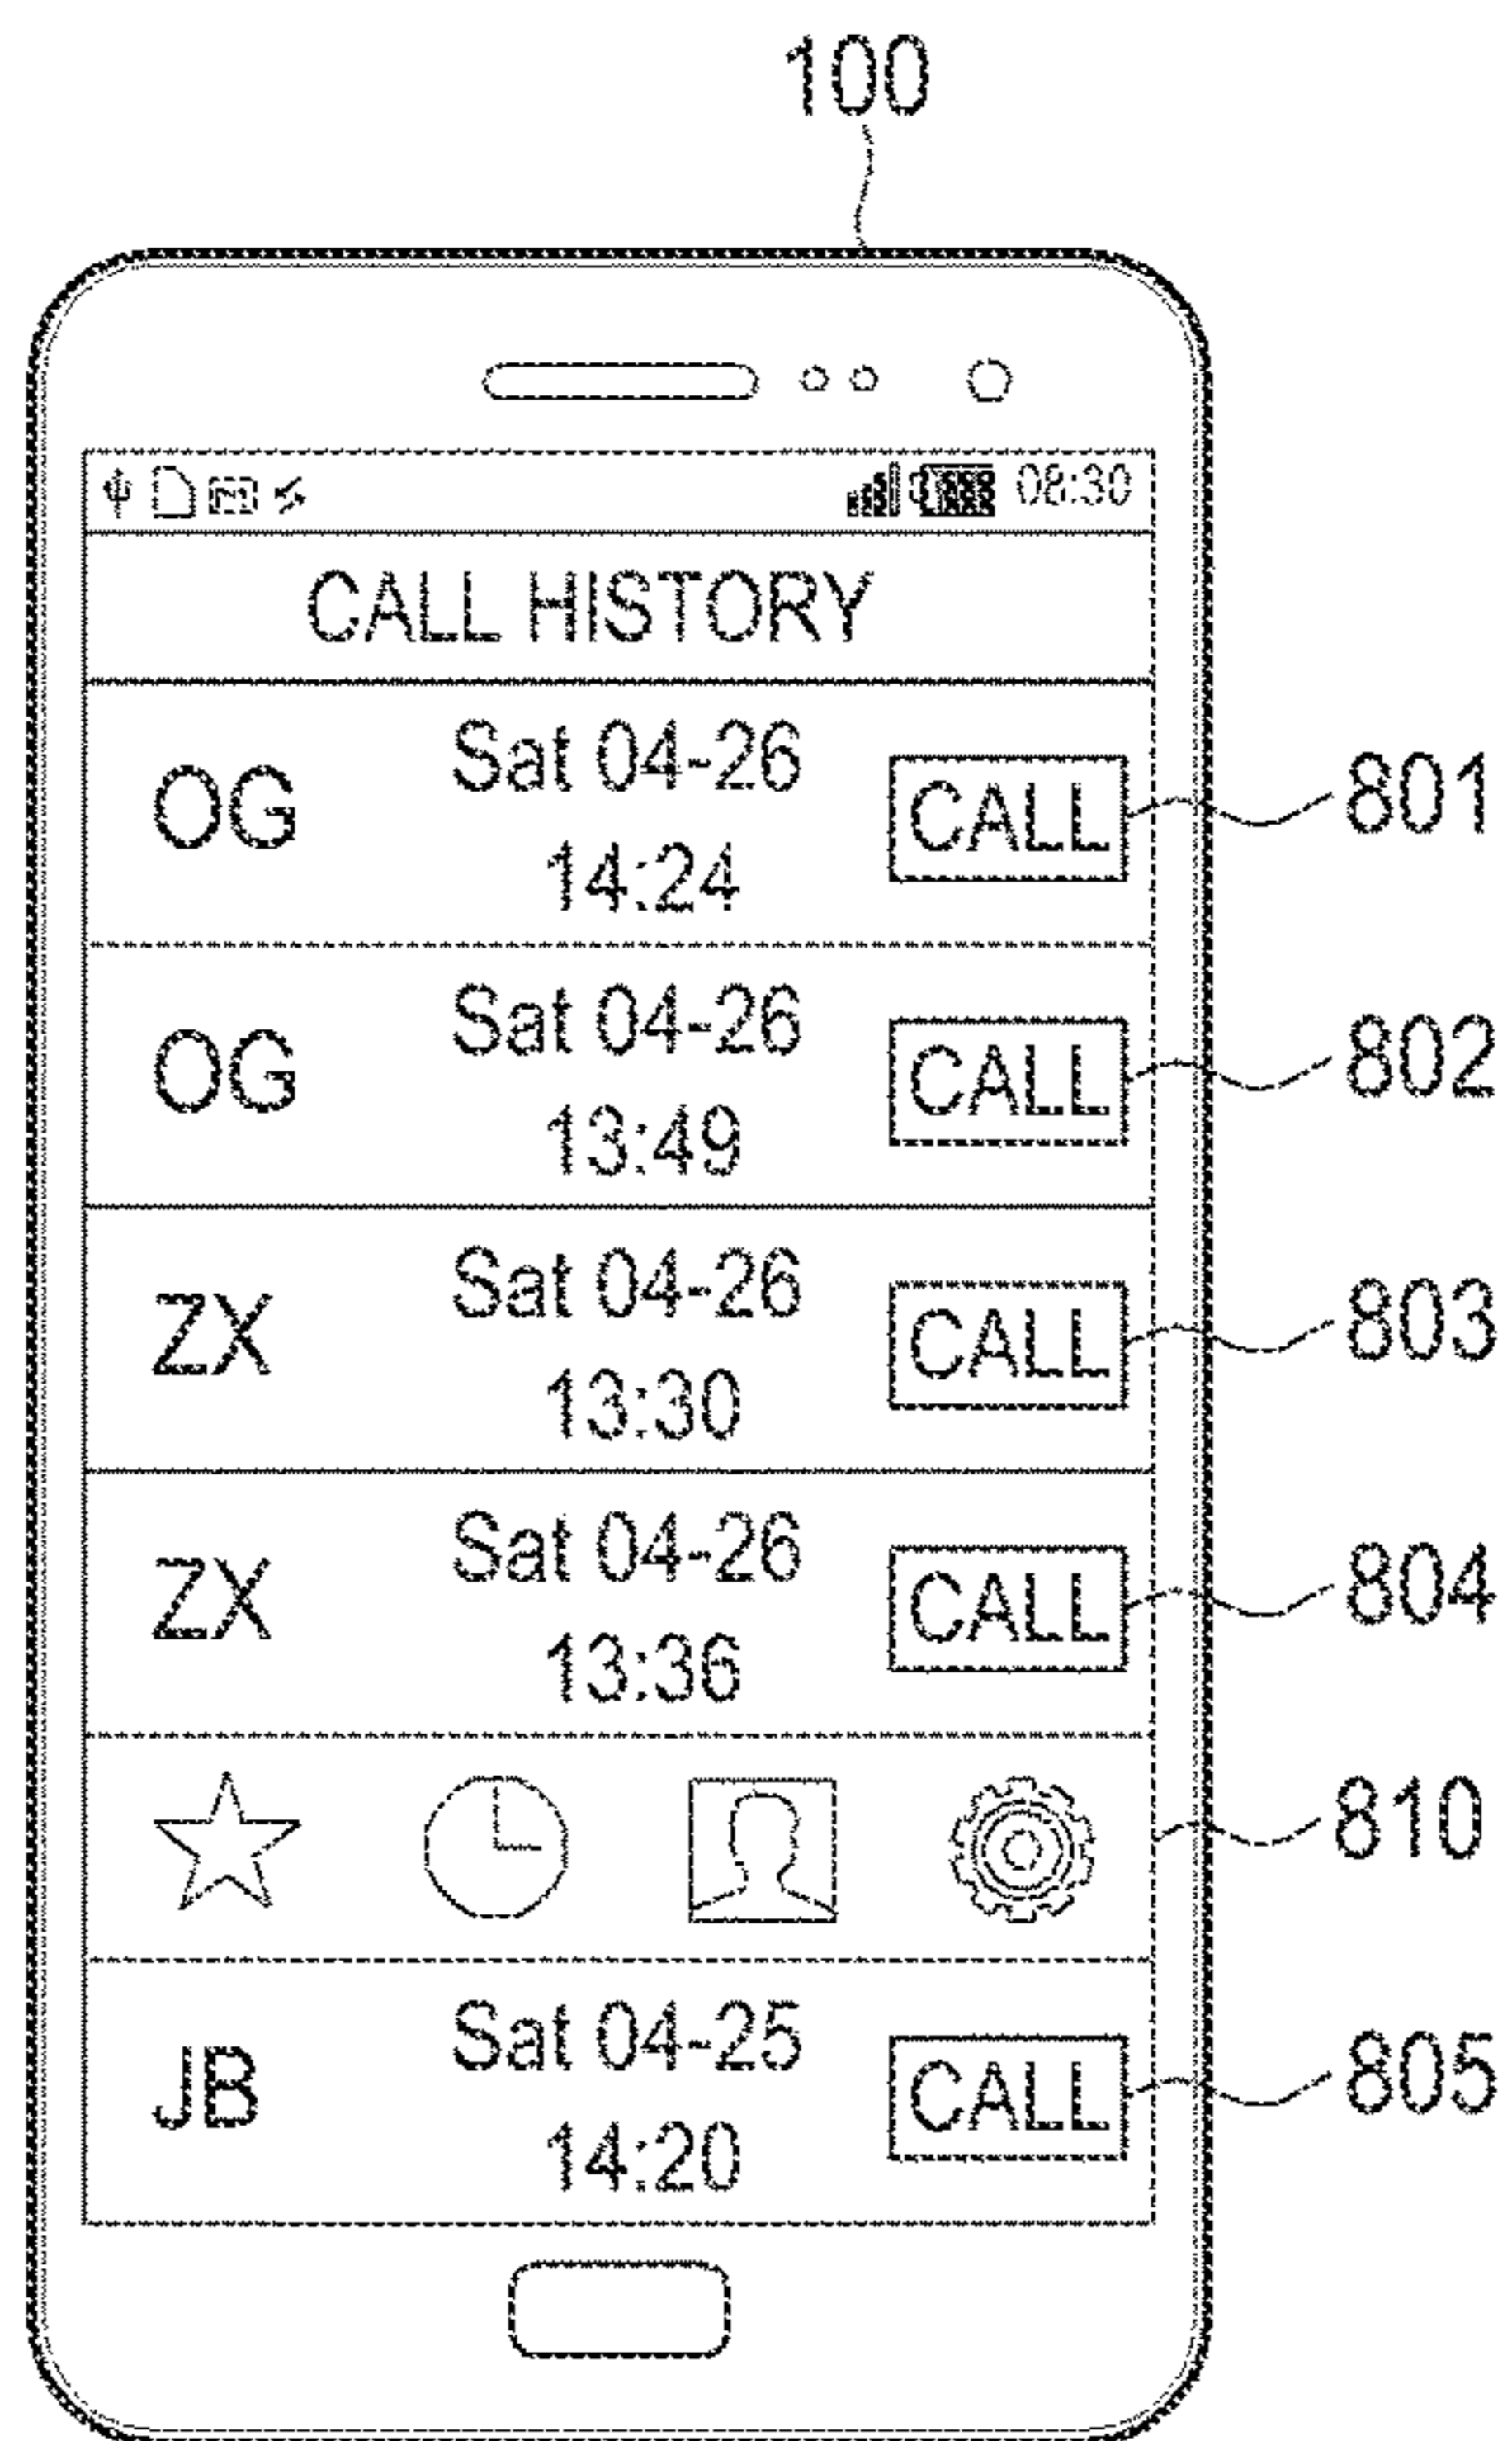 100
08:30
CALL HISTORY
OG Sat 04-26 14:24 CALL 801
OG Sat 04-26 13:49 CALL 802
ZX Sat 04-26 13:30 CALL 803
ZX Sat 04-26 13:36 CALL 804
810
JB Sat 04-25 14:20 CALL 805